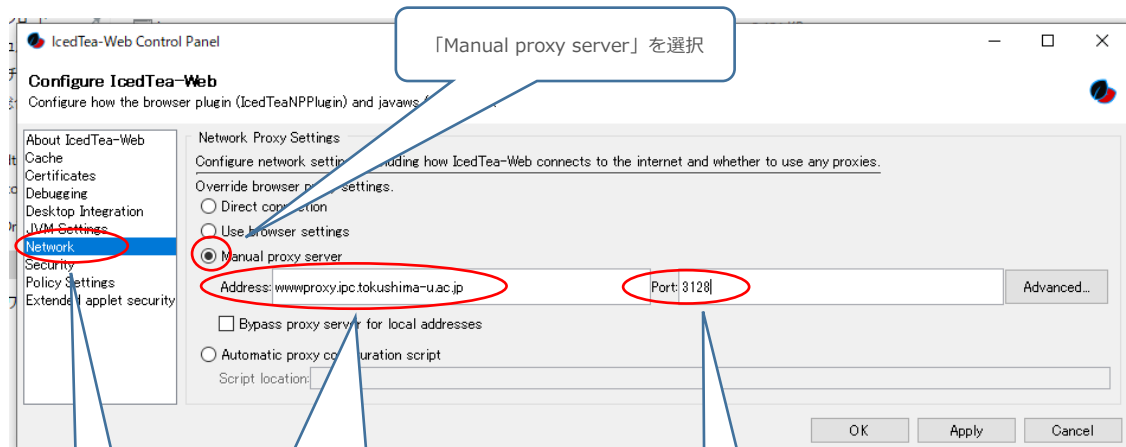 IcedTea-Web Control Panel
「Manual proxy server」を選択
Configure IcedTea-Web
Configure how the browser plugin (IcedTeaNPPlugin) and javaws
About IcedTea-Web
Cache
Certificates
Debugging
Desktop Integration
JVM Settings
Network
Security
Policy Settings
Extended applet security
Network Proxy Settings
Configure network settings, including how IcedTea-Web connects to the internet and whether to use any proxies.
Override browser proxy settings.
Direct connection
Use browser settings
Manual proxy server
Address: wwwproxy.ipc.tokushima-u.ac.jp Port: 3128 Advanced...
Bypass proxy server for local addresses
Automatic proxy configuration script
Script location:
OK Apply Cancel